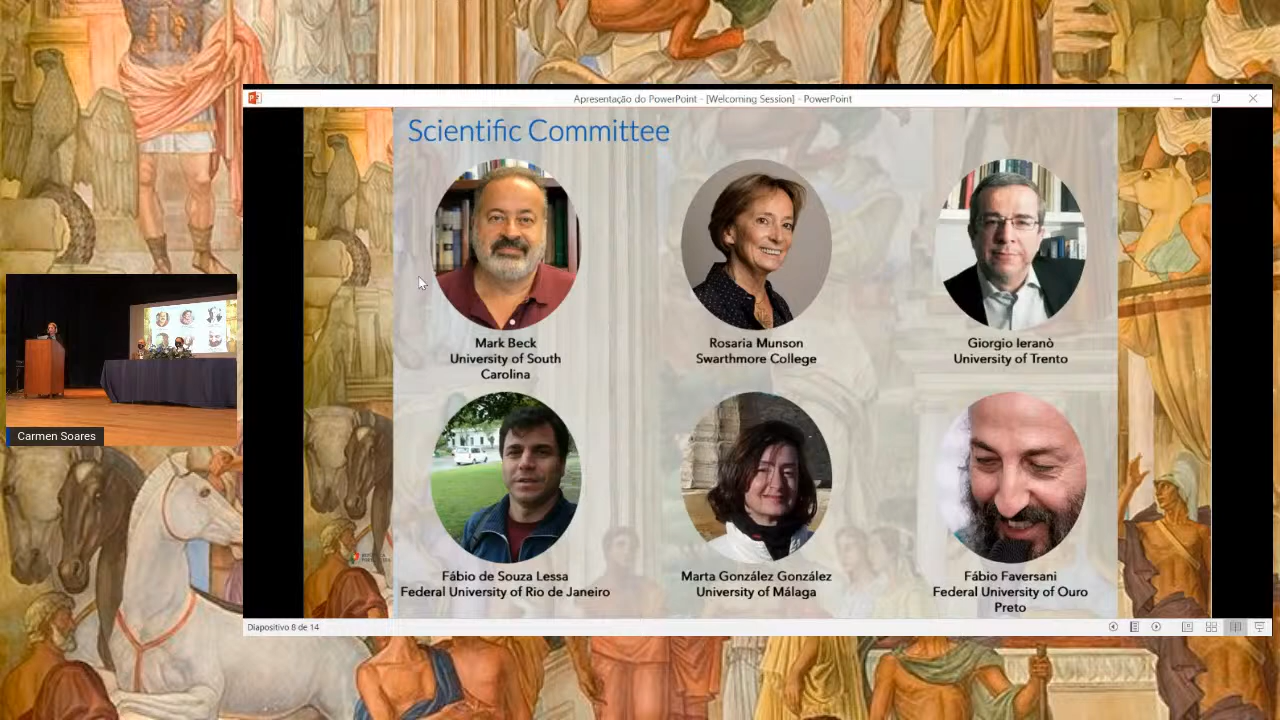 Apresentação do PowerPoint - [Welcoming Session] - PowerPoint
Scientific Committee
Mark Beck
University of South
Carolina
Rosaria Munson
Swarthmore College
Giorgio Ieranò
University of Trento
Carmen Soares
Fábio de Souza Lessa
Federal University of Rio de Janeiro
Marta González González
University of Málaga
Fábio Faversani
Federal University of Ouro
Preto
Diapositivo 8 de 14